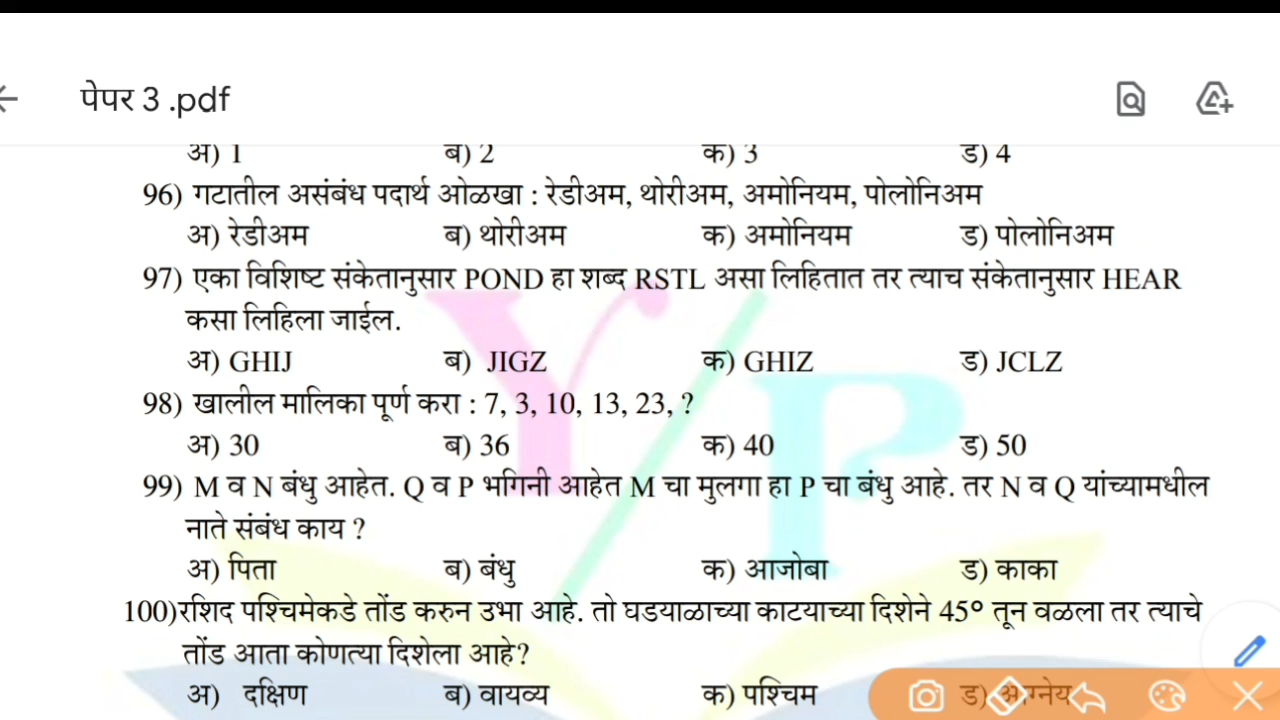 पेपर 3 .pdf
अ) 1 ब) 2 क) 3 ड) 4
96) गटातील असंबंध पदार्थ ओळखा : रेडीअम, थोरीअम, अमोनियम, पोलोनिअम
अ) रेडीअम ब) थोरीअम क) अमोनियम ड) पोलोनिअम
97) एका विशिष्ट संकेतानुसार POND हा शब्द RSTL असा लिहितात तर त्याच संकेतानुसार HEAR
कसा लिहिला जाईल.
अ) GHIJ ब) JIGZ क) GHIZ ड) JCLZ
98) खालील मालिका पूर्ण करा : 7, 3, 10, 13, 23, ?
अ) 30 ब) 36 क) 40 ड) 50
99) M व N बंधु आहेत. Q व P भगिनी आहेत M चा मुलगा हा P चा बंधु आहे. तर N व Q यांच्यामधील
नाते संबंध काय ?
अ) पिता ब) बंधु क) आजोबा ड) काका
100)रशिद पश्चिमेकडे तोंड करुन उभा आहे. तो घडयाळाच्या काटयाच्या दिशेने 45° तून वळला तर त्याचे
तोंड आता कोणत्या दिशेला आहे?
अ) दक्षिण ब) वायव्य क) पश्चिम ड) आग्नेय
Y/P